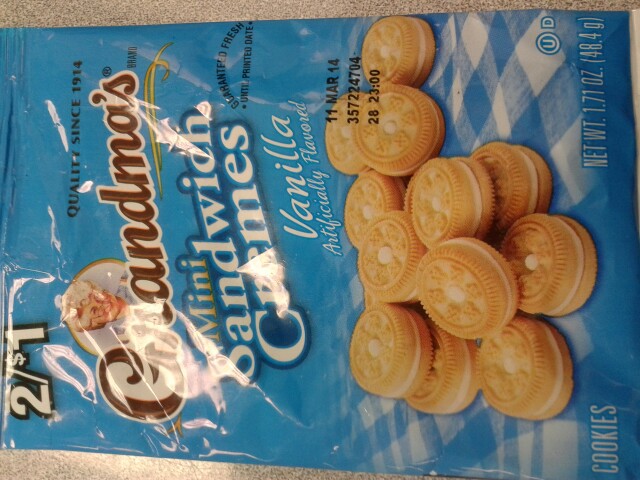 2/$1
QUALITY SINCE 1914
Grandma's®
BRAND
GUARANTEED FRESH
• UNTIL PRINTED DATE •
Mini
Sandwich
Cremes
Vanilla
Artificially Flavored
11 MAR 14
357224704
28 23:00
U D
COOKIES
NET WT. 1.71 OZ. (48.4 g)